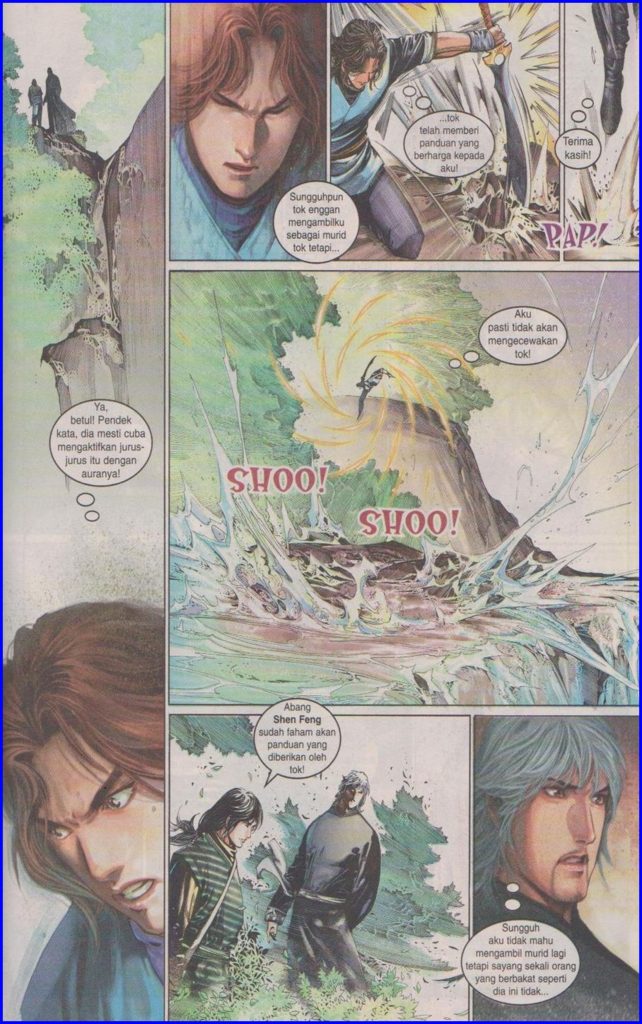 Ya,
betul! Pendek
kata, dia mesti cuba
mengaktifkan jurus-
jurus itu dengan
auranya!
Sungguhpun
tok enggan
mengambilku
sebagai murid
tok tetapi...
...tok
telah memberi
panduan yang
berharga kepada
aku!
Terima
kasih!
PAP!
Aku
pasti tidak akan
mengecewakan
tok!
SHOO!
SHOO!
Abang
Shen Feng
sudah faham akan
panduan yang
diberikan oleh
tok!
Sungguh
aku tidak mahu
mengambil murid lagi
tetapi sayang sekali orang
yang berbakat seperti
dia ini tidak...